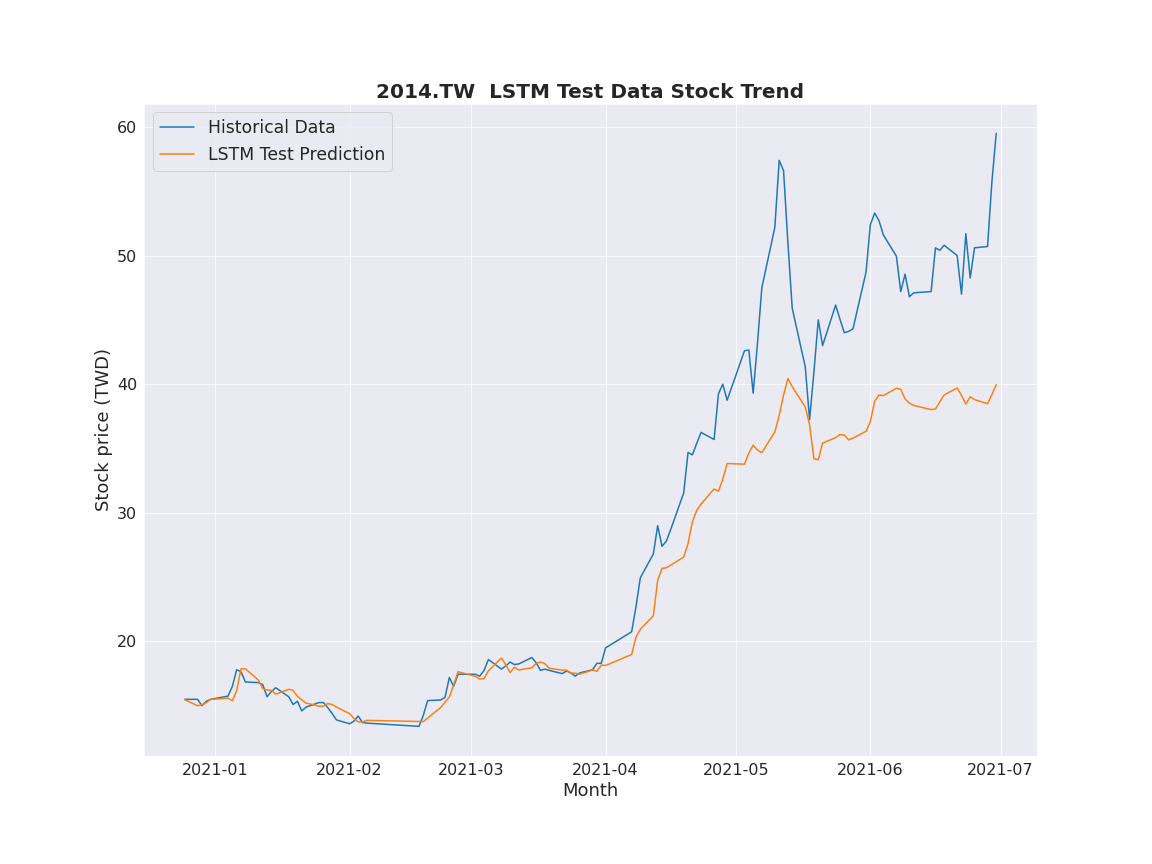 2014.TW  LSTM Test Data Stock Trend
Historical Data
LSTM Test Prediction
Stock price (TWD)
60
50
40
30
20
2021-01 2021-02 2021-03 2021-04 2021-05 2021-06 2021-07
Month